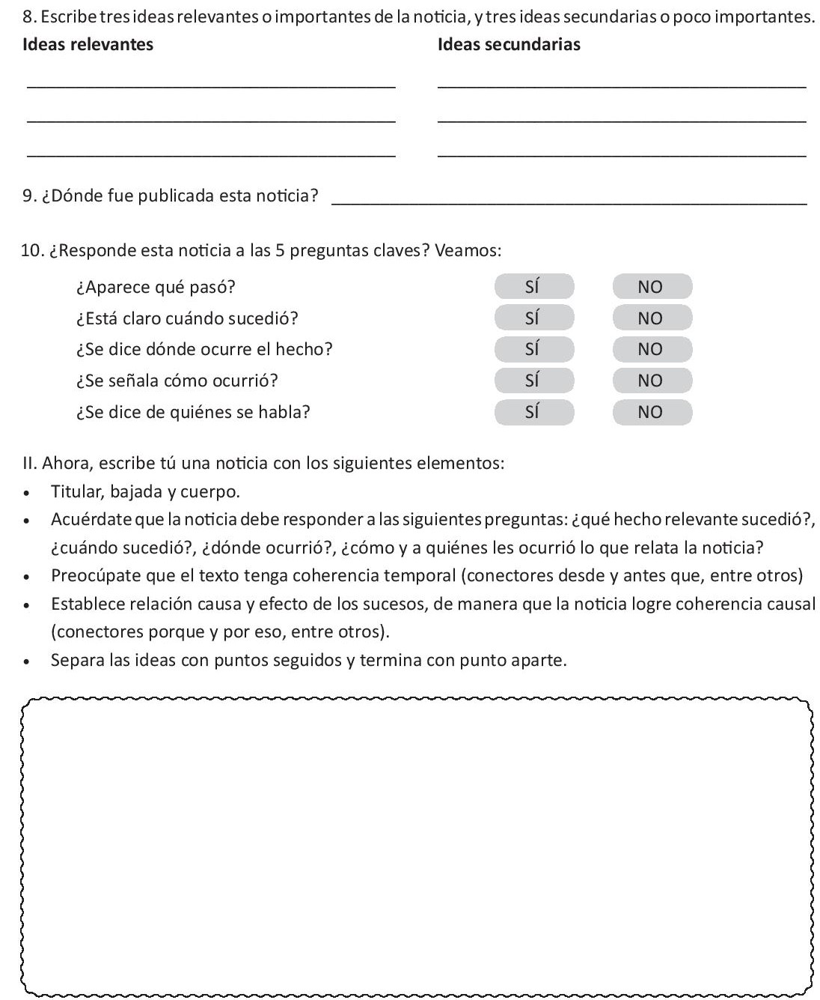 8. Escribe tres ideas relevantes o importantes de la noticia, y tres ideas secundarias o poco importantes.
Ideas relevantes
Ideas secundarias
9. ¿Dónde fue publicada esta noticia?
10. ¿Responde esta noticia a las 5 preguntas claves? Veamos:
¿Aparece qué pasó? SÍ NO
¿Está claro cuándo sucedió? SÍ NO
¿Se dice dónde ocurre el hecho? SÍ NO
¿Se señala cómo ocurrió? SÍ NO
¿Se dice de quiénes se habla? SÍ NO
II. Ahora, escribe tú una noticia con los siguientes elementos:
• Titular, bajada y cuerpo.
• Acuérdate que la noticia debe responder a las siguientes preguntas: ¿qué hecho relevante sucedió?,
¿cuándo sucedió?, ¿dónde ocurrió?, ¿cómo y a quiénes les ocurrió lo que relata la noticia?
• Preocúpate que el texto tenga coherencia temporal (conectores desde y antes que, entre otros)
• Establece relación causa y efecto de los sucesos, de manera que la noticia logre coherencia causal
(conectores porque y por eso, entre otros).
• Separa las ideas con puntos seguidos y termina con punto aparte.